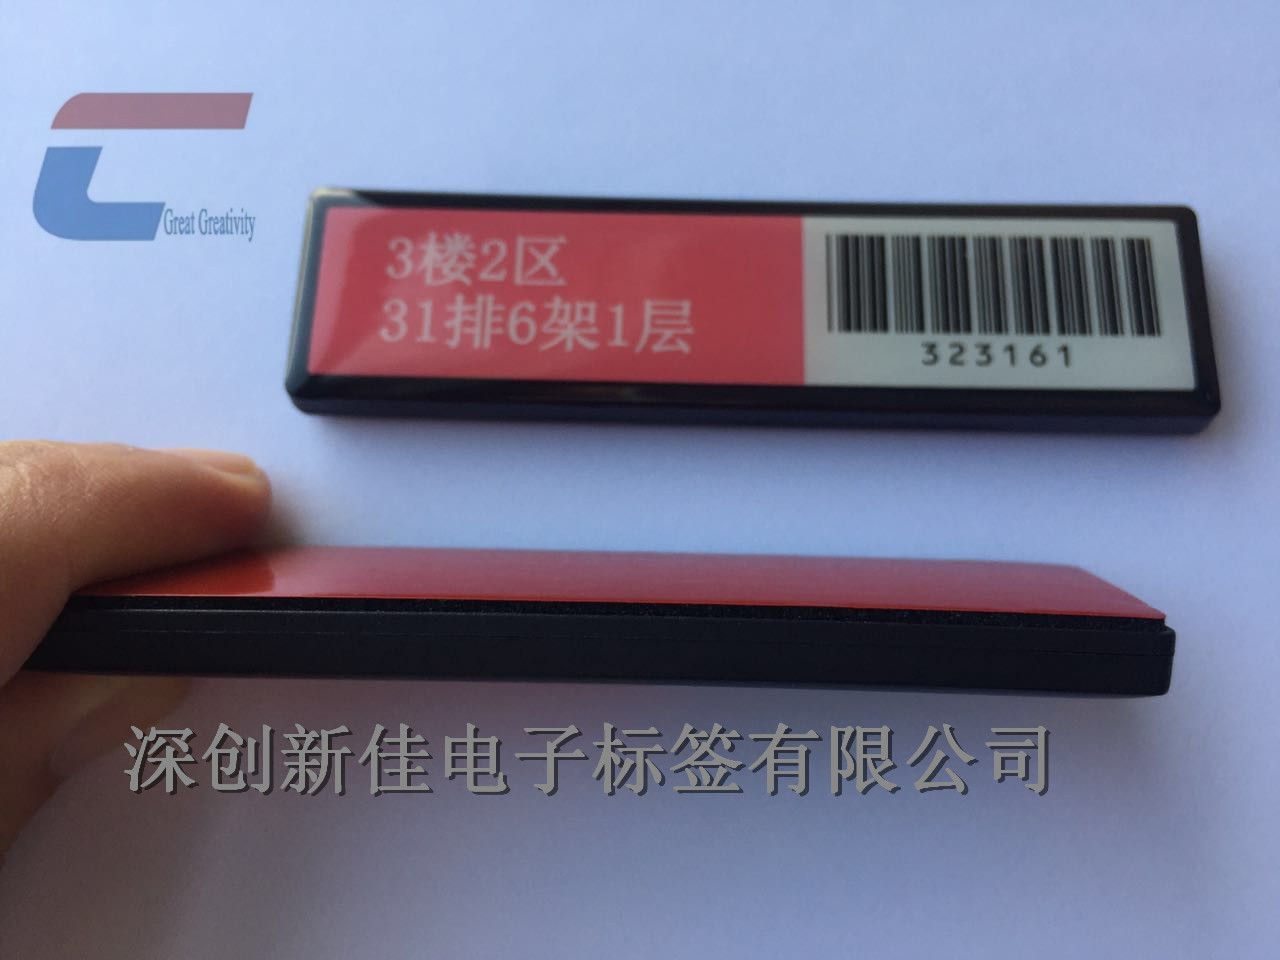 Great Greativity
3楼2区
31排6架1层
323161
深创新佳电子标签有限公司